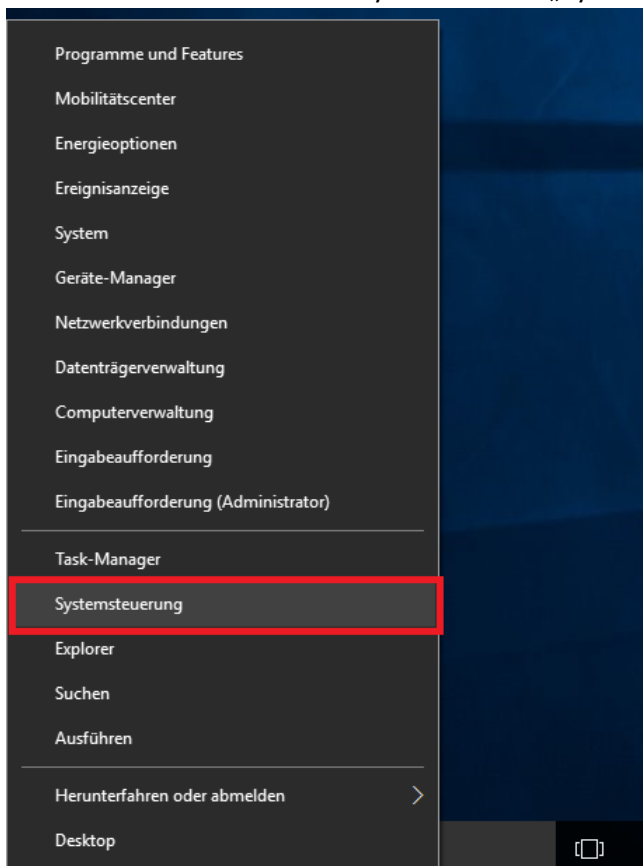 Programme und Features
Mobilitätscenter
Energieoptionen
Ereignisanzeige
System
Geräte-Manager
Netzwerkverbindungen
Datenträgerverwaltung
Computerverwaltung
Eingabeaufforderung
Eingabeaufforderung (Administrator)
Task-Manager
Systemsteuerung
Explorer
Suchen
Ausführen
Herunterfahren oder abmelden
Desktop